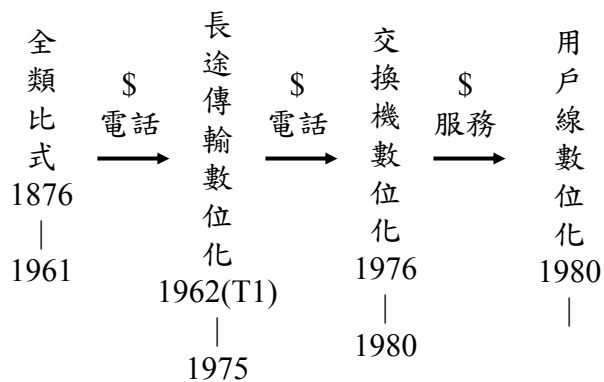 全類比式
1876
|
1961
$
電話
長途傳輸數位化
1962(T1)
|
1975
$
電話
交換機數位化
1976
|
1980
$
服務
用戶線數位化
1980
|